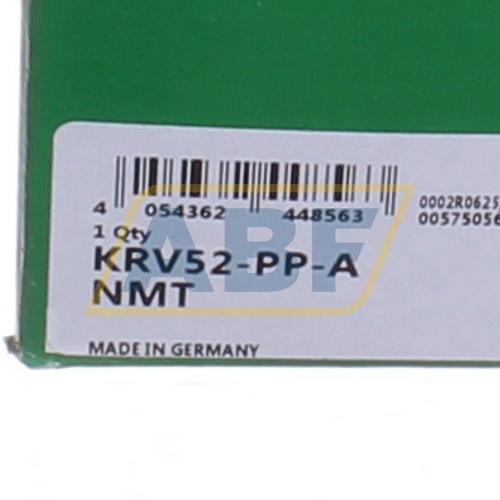 4 054362 448563
0002R0625
00575056
1 Qty
KRV52-PP-A
NMT
MADE IN GERMANY
ABF